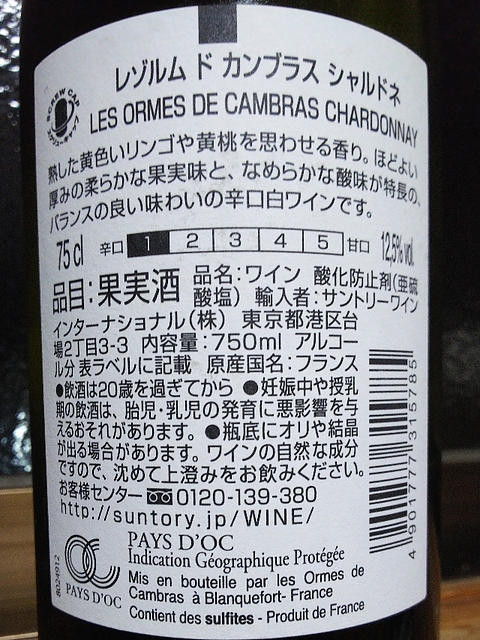 レゾルム ド カンブラス シャルドネ
SCREW CAP
LES ORMES DE CAMBRAS CHARDONNAY
熟した黄色いリンゴや黄桃を思わせる香り。ほどよい
厚みの柔らかな果実味と、なめらかな酸味が特長の、
バランスの良い味わいの辛口白ワインです。
75 cl 辛口 1 2 3 4 5 甘口 12,5% vol.
品目:果実酒 品名:ワイン 酸化防止剤(亜硫
酸塩) 輸入者:サントリーワイン
インターナショナル(株) 東京都港区台
場2丁目3-3 内容量:750ml アルコー
ル分 表ラベルに記載 原産国名:フランス
●飲酒は20歳を過ぎてから ●妊娠中や授乳
期の飲酒は、胎児・乳児の発育に悪影響を与
えるおそれがあります。 ●瓶底にオリや結晶
が出る場合があります。ワインの自然な成分
ですので、沈めて上澄みをお飲みください。
お客様センター 0120-139-380
http://suntory.jp/WINE/
4 901777 315785
PAYS D'OC
Indication Géographique Protégée
Mis en bouteille par les Ormes de
Cambras à Blanquefort- France
PAYS D'OC
Contient des sulfites - Produit de France